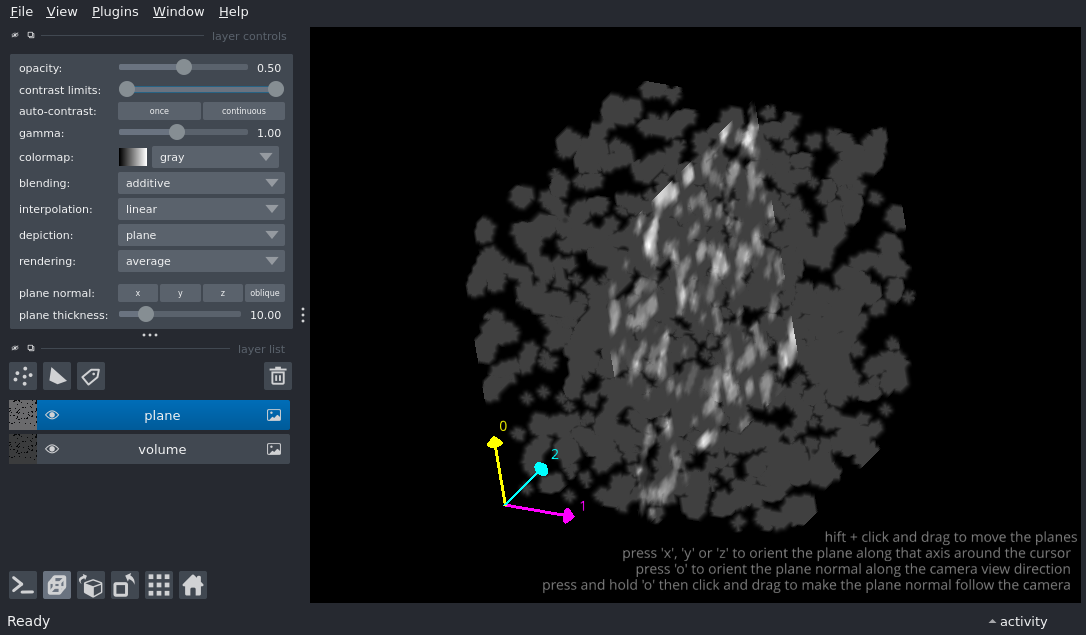 File View Plugins Window Help
layer controls
opacity: 0.50
contrast limits:
auto-contrast: once continuous
gamma: 1.00
colormap: gray
blending: additive
interpolation: linear
depiction: plane
rendering: average
plane normal: x y z oblique
plane thickness: 10.00
layer list
plane
volume
0
2
1
hift + click and drag to move the planes
press 'x', 'y' or 'z' to orient the plane along that axis around the cursor
press 'o' to orient the plane normal along the camera view direction
press and hold 'o' then click and drag to make the plane normal follow the camera
Ready
activity